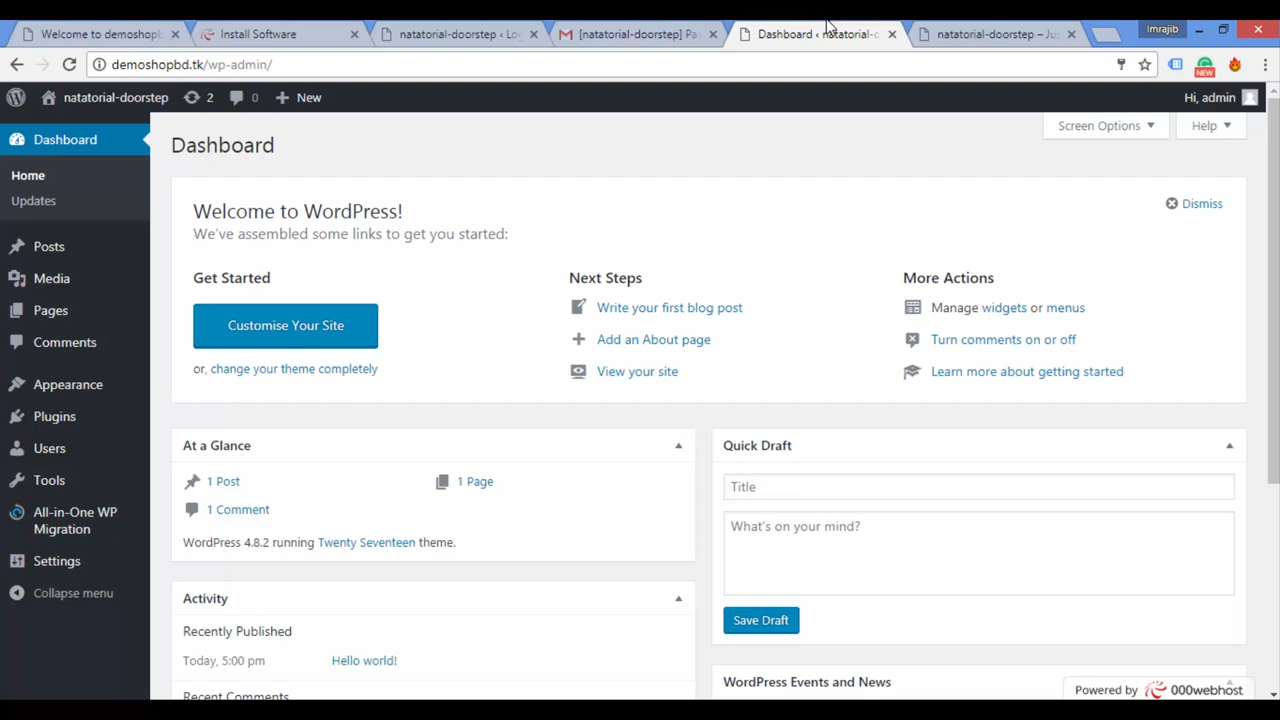 Welcome to demoshopb
Install Software
natatorial-doorstep ‹ Lo
[natatorial-doorstep] Pa
Dashboard ‹ natatorial-d
natatorial-doorstep – Ju
Imrajib
demoshopbd.tk/wp-admin/
NEW
natatorial-doorstep
2
0
New
Hi, admin
Dashboard
Home
Updates
Posts
Media
Pages
Comments
Appearance
Plugins
Users
Tools
All-in-One WP
Migration
Settings
Collapse menu
Dashboard
Screen Options
Help
Welcome to WordPress!
Dismiss
We've assembled some links to get you started:
Get Started
Customise Your Site
or, change your theme completely
Next Steps
Write your first blog post
Add an About page
View your site
More Actions
Manage widgets or menus
Turn comments on or off
Learn more about getting started
At a Glance
1 Post
1 Page
1 Comment
WordPress 4.8.2 running Twenty Seventeen theme.
Activity
Recently Published
Today, 5:00 pm
Hello world!
Recent Comments
Quick Draft
Title
What's on your mind?
Save Draft
WordPress Events and News
Powered by 000webhost